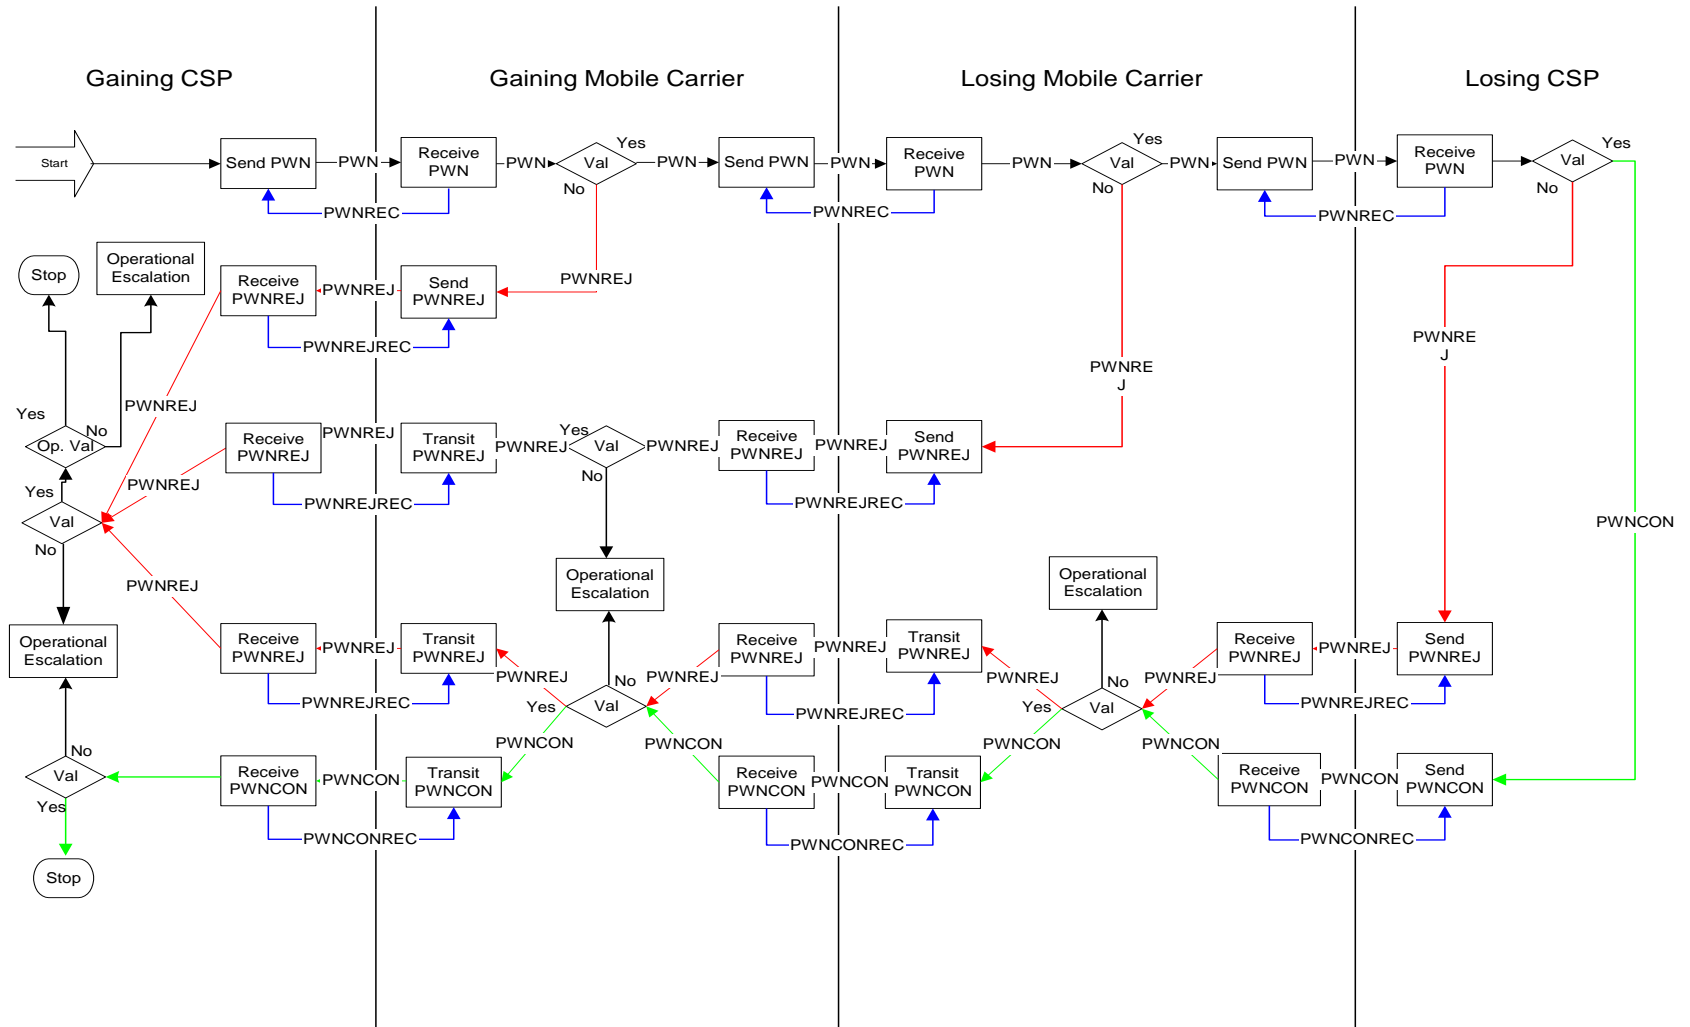 Gaining CSP
Gaining Mobile Carrier
Losing Mobile Carrier
Losing CSP
Start
Send PWN
PWN
Receive
PWN
PWN
Val
Yes
No
PWN
Send PWN
PWN
Receive
PWN
PWN
Val
Yes
No
PWN
Send PWN
PWN
Receive
PWN
Val
Yes
No
PWNREC
PWNREC
PWNREC
Stop
Operational
Escalation
Receive
PWNREJ
PWNREJ
Send
PWNREJ
PWNREJ
PWNREJREC
PWNRE
J
PWNRE
J
PWNREJ
Yes
Op. Val
No
Receive
PWNREJ
PWNREJ
Transit
PWNREJ
PWNREJ
Yes
Val
No
PWNREJ
Receive
PWNREJ
PWNREJ
Send
PWNREJ
PWNREJ
PWNREJREC
PWNREJREC
Yes
Val
No
PWNCON
PWNREJ
Operational
Escalation
Operational
Escalation
Operational
Escalation
Receive
PWNREJ
PWNREJ
Transit
PWNREJ
PWNREJ
Receive
PWNREJ
PWNREJ
PWNREJ
Transit
PWNREJ
PWNREJ
Receive
PWNREJ
PWNREJ
PWNREJ
Send
PWNREJ
PWNREJREC
No
Yes
Val
PWNREJREC
No
Yes
Val
PWNREJREC
PWNCON
PWNCON
PWNCON
PWNCON
No
Val
Yes
Receive
PWNCON
PWNCON
Transit
PWNCON
Receive
PWNCON
PWNCON
Transit
PWNCON
Receive
PWNCON
PWNCON
Send
PWNCON
PWNCONREC
PWNCONREC
PWNCONREC
Stop